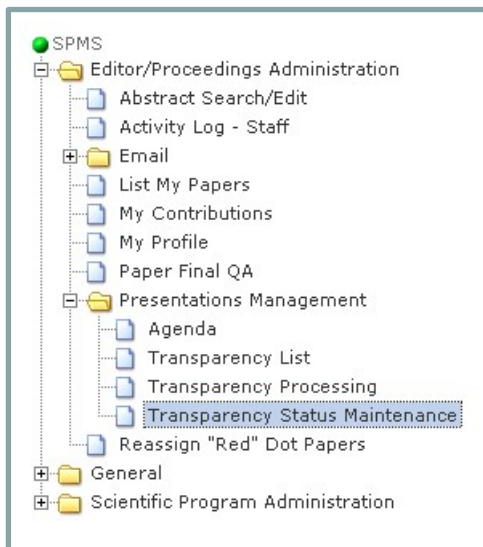 SPMS
Editor/Proceedings Administration
Abstract Search/Edit
Activity Log - Staff
Email
List My Papers
My Contributions
My Profile
Paper Final QA
Presentations Management
Agenda
Transparency List
Transparency Processing
Transparency Status Maintenance
Reassign "Red" Dot Papers
General
Scientific Program Administration